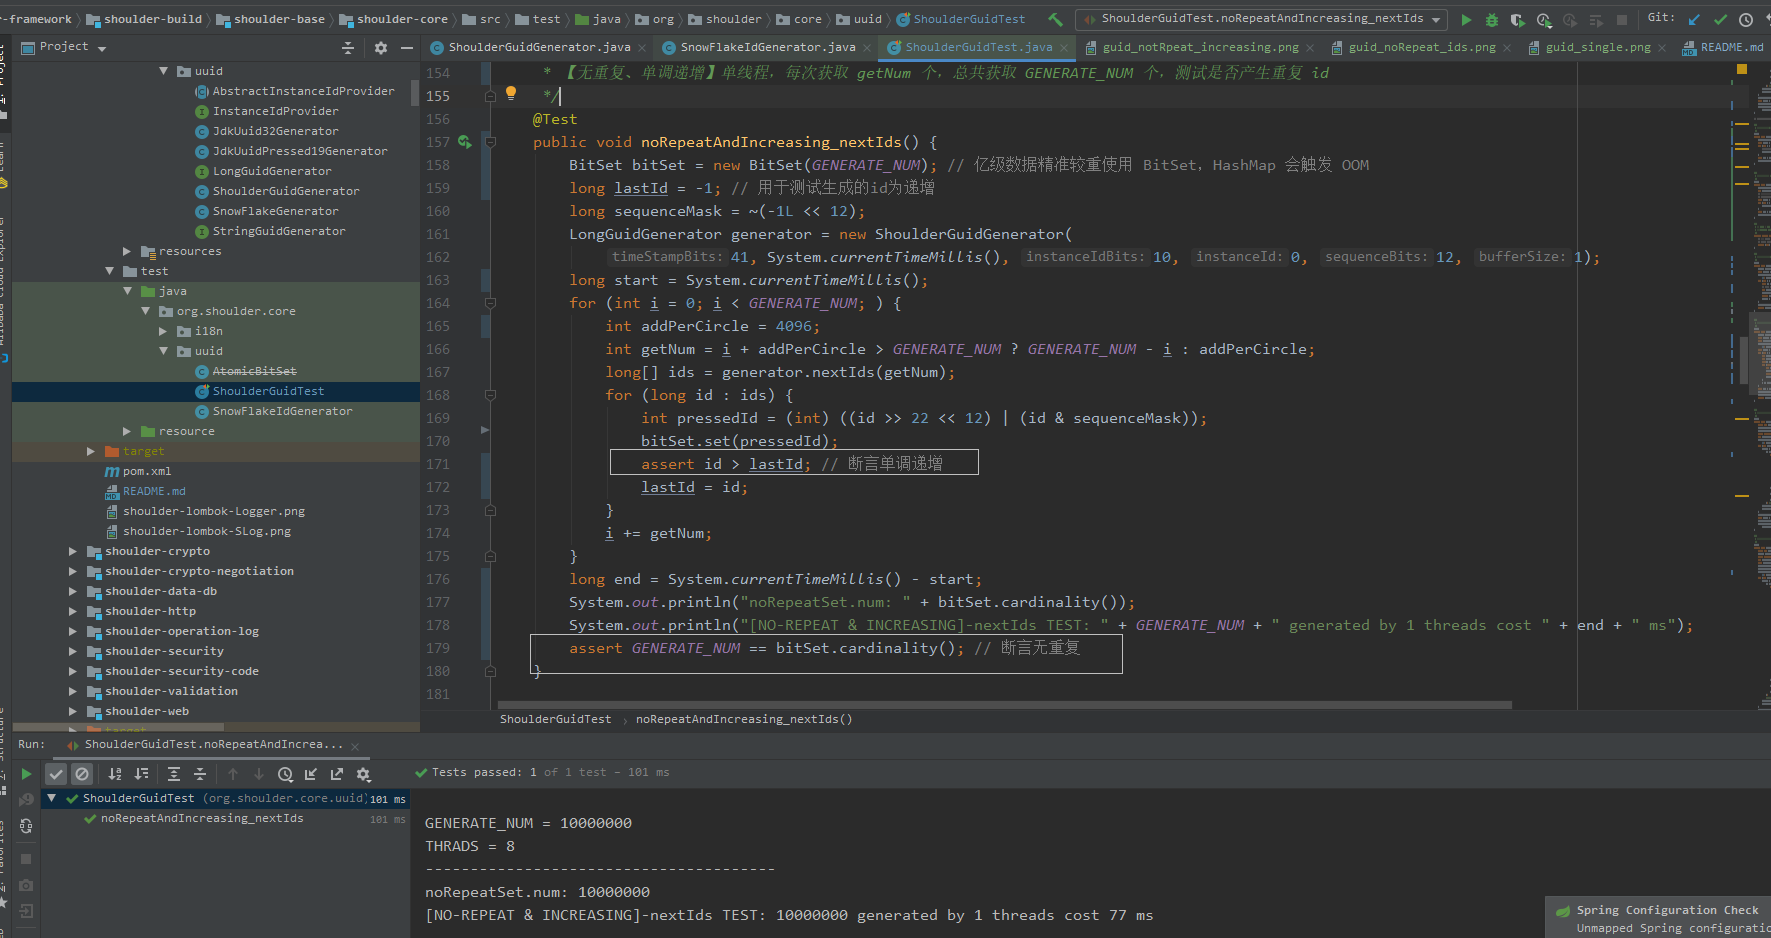 r-framework
shoulder-build
shoulder-base
shoulder-core
src
test
java
org
shoulder
core
uuid
ShoulderGuidTest
ShoulderGuidTest.noRepeatAndIncreasing_nextIds
Git:
Project
ShoulderGuidGenerator.java
SnowFlakeIdGenerator.java
ShoulderGuidTest.java
guid_notRpeat_increasing.png
guid_noRepeat_ids.png
guid_single.png
README.md
uuid
AbstractInstanceIdProvider
InstanceIdProvider
JdkUuid32Generator
JdkUuidPressed19Generator
LongGuidGenerator
ShoulderGuidGenerator
SnowFlakeGenerator
StringGuidGenerator
resources
test
java
org.shoulder.core
i18n
uuid
AtomicBitSet
ShoulderGuidTest
SnowFlakeIdGenerator
resource
target
pom.xml
README.md
shoulder-lombok-Logger.png
shoulder-lombok-SLog.png
shoulder-crypto
shoulder-crypto-negotiation
shoulder-data-db
shoulder-http
shoulder-operation-log
shoulder-security
shoulder-security-code
shoulder-validation
shoulder-web
target
154 * 【无重复、单调递增】单线程，每次获取 getNum 个，总共获取 GENERATE_NUM 个，测试是否产生重复 id
155 */
156 @Test
157 public void noRepeatAndIncreasing_nextIds() {
158 BitSet bitSet = new BitSet(GENERATE_NUM); // 亿级数据精准较重使用 BitSet，HashMap 会触发 OOM
159 long lastId = -1; // 用于测试生成的id为递增
160 long sequenceMask = ~(-1L << 12);
161 LongGuidGenerator generator = new ShoulderGuidGenerator(
162 timeStampBits: 41, System.currentTimeMillis(), instanceIdBits: 10, instanceId: 0, sequenceBits: 12, bufferSize: 1);
163 long start = System.currentTimeMillis();
164 for (int i = 0; i < GENERATE_NUM; ) {
165 int addPerCircle = 4096;
166 int getNum = i + addPerCircle > GENERATE_NUM ? GENERATE_NUM - i : addPerCircle;
167 long[] ids = generator.nextIds(getNum);
168 for (long id : ids) {
169 int pressedId = (int) ((id >> 22 << 12) | (id & sequenceMask));
170 bitSet.set(pressedId);
171 assert id > lastId; // 断言单调递增
172 lastId = id;
173 }
174 i += getNum;
175 }
176 long end = System.currentTimeMillis() - start;
177 System.out.println("noRepeatSet.num: " + bitSet.cardinality());
178 System.out.println("[NO-REPEAT & INCREASING]-nextIds TEST: " + GENERATE_NUM + " generated by 1 threads cost " + end + " ms");
179 assert GENERATE_NUM == bitSet.cardinality(); // 断言无重复
180 }
181
ShoulderGuidTest › noRepeatAndIncreasing_nextIds()
Run: ShoulderGuidTest.noRepeatAndIncrea...
Tests passed: 1 of 1 test – 101 ms
ShoulderGuidTest (org.shoulder.core.uuid) 101 ms
noRepeatAndIncreasing_nextIds 101 ms
GENERATE_NUM = 10000000
THRADS = 8
---------------------------------------
noRepeatSet.num: 10000000
[NO-REPEAT & INCREASING]-nextIds TEST: 10000000 generated by 1 threads cost 77 ms
Spring Configuration Check
Unmapped Spring configuratic